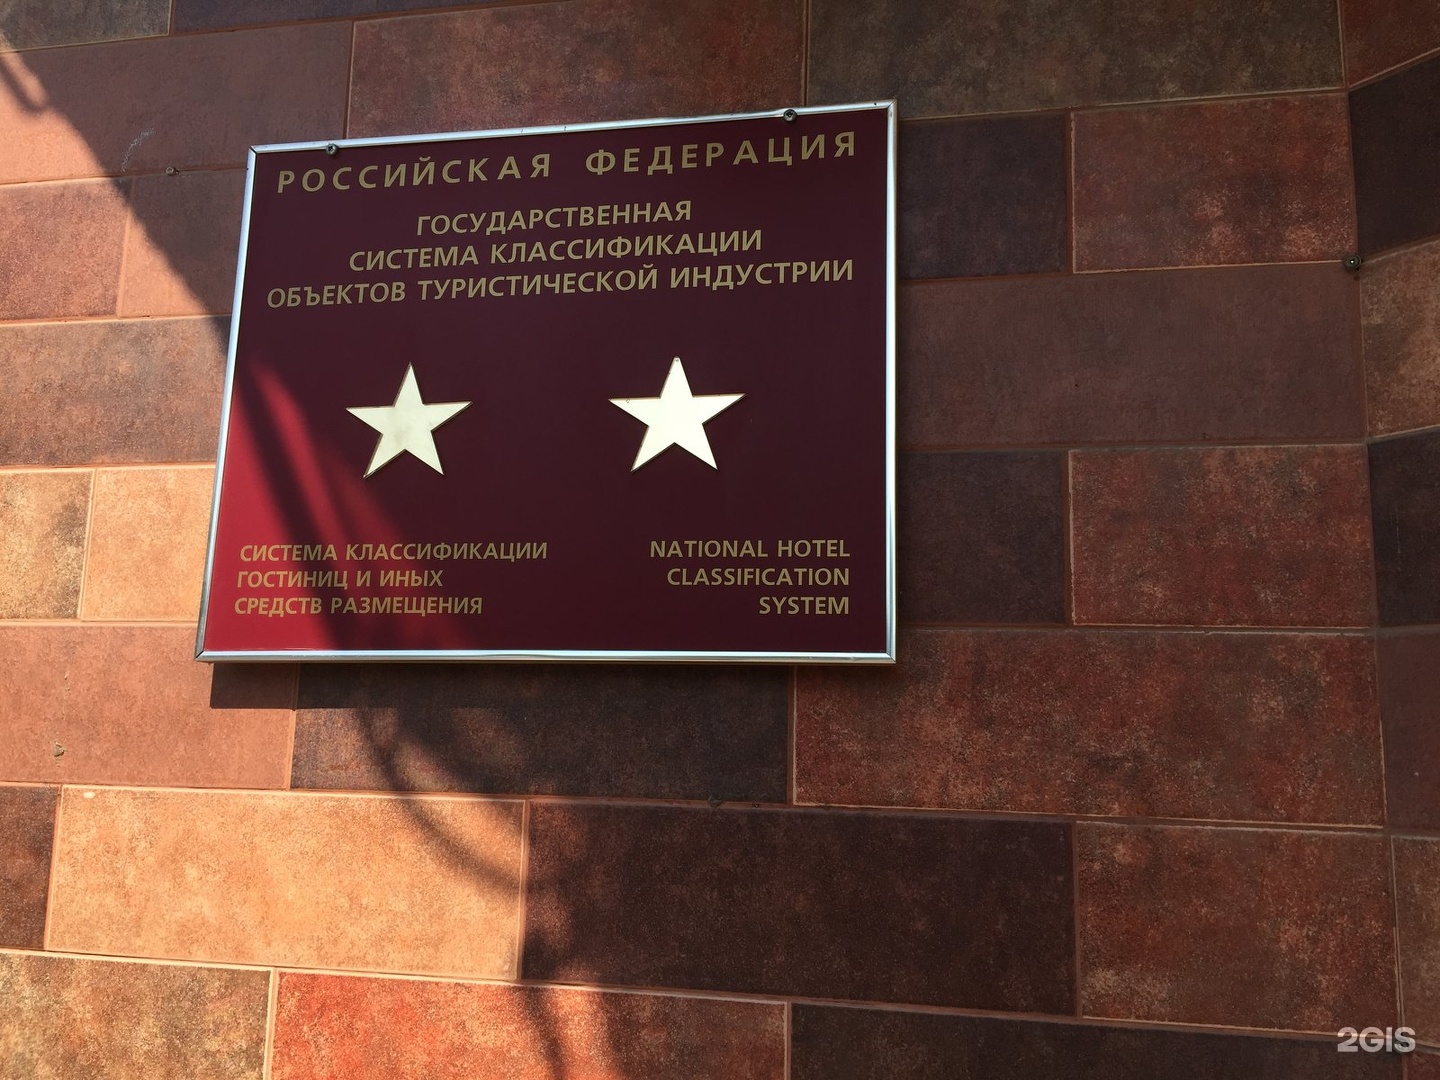 РОССИЙСКАЯ ФЕДЕРАЦИЯ
ГОСУДАРСТВЕННАЯ
СИСТЕМА КЛАССИФИКАЦИИ
ОБЪЕКТОВ ТУРИСТИЧЕСКОЙ ИНДУСТРИИ
СИСТЕМА КЛАССИФИКАЦИИ
ГОСТИНИЦ И ИНЫХ
СРЕДСТВ РАЗМЕЩЕНИЯ
NATIONAL HOTEL
CLASSIFICATION
SYSTEM
2GIS